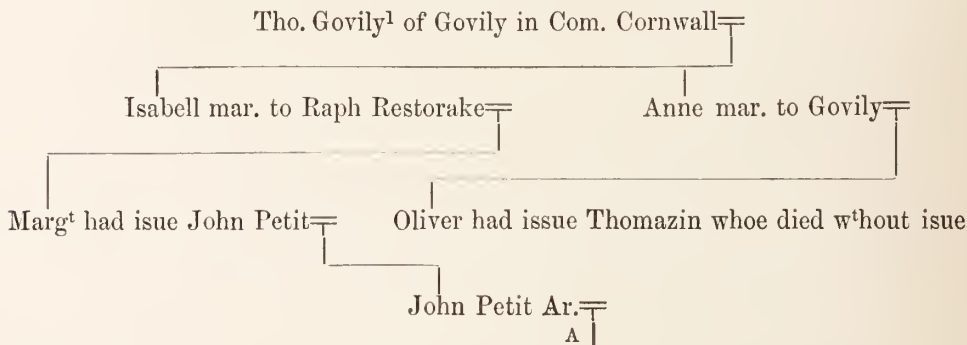 Tho. Govily¹ of Govily in Com. Cornwall
Isabell mar. to Raph Restorake Anne mar. to Govily
Margᵗ had isue John Petit Oliver had issue Thomazin whoe died wᵗhout isue
John Petit Ar.
A